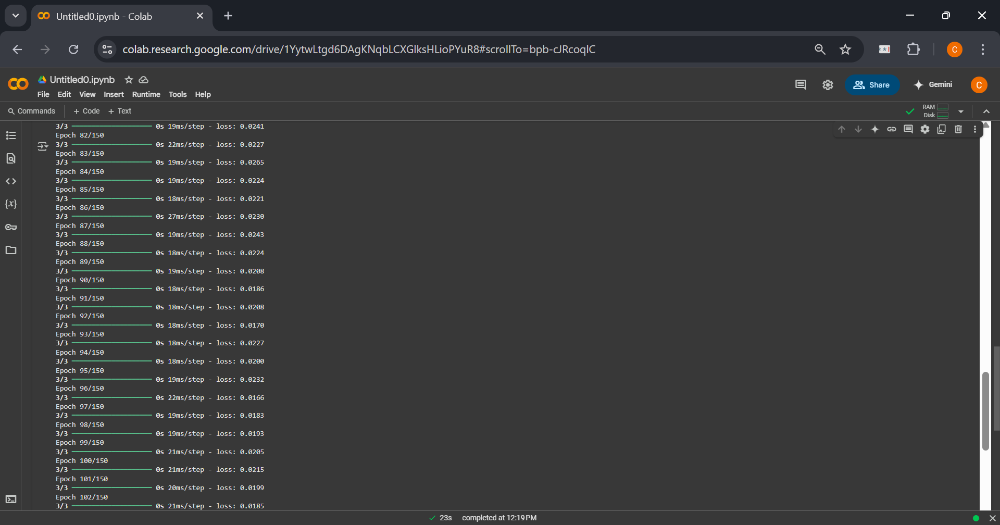 Untitled0.ipynb - Colab
colab.research.google.com/drive/1YytwLtgd6DAgKNqbLCXGlksHLioPYuR8#scrollTo=bpb-cJRcoqlC
C
Untitled0.ipynb
File Edit View Insert Runtime Tools Help
Share
Gemini
C
Commands + Code + Text
RAM
Disk
3/3 0s 19ms/step - loss: 0.0241
Epoch 82/150
3/3 0s 22ms/step - loss: 0.0227
Epoch 83/150
3/3 0s 19ms/step - loss: 0.0265
Epoch 84/150
3/3 0s 19ms/step - loss: 0.0224
Epoch 85/150
3/3 0s 18ms/step - loss: 0.0221
Epoch 86/150
3/3 0s 27ms/step - loss: 0.0230
Epoch 87/150
3/3 0s 19ms/step - loss: 0.0243
Epoch 88/150
3/3 0s 18ms/step - loss: 0.0224
Epoch 89/150
3/3 0s 19ms/step - loss: 0.0208
Epoch 90/150
3/3 0s 18ms/step - loss: 0.0186
Epoch 91/150
3/3 0s 18ms/step - loss: 0.0208
Epoch 92/150
3/3 0s 18ms/step - loss: 0.0170
Epoch 93/150
3/3 0s 18ms/step - loss: 0.0227
Epoch 94/150
3/3 0s 18ms/step - loss: 0.0200
Epoch 95/150
3/3 0s 19ms/step - loss: 0.0232
Epoch 96/150
3/3 0s 22ms/step - loss: 0.0166
Epoch 97/150
3/3 0s 19ms/step - loss: 0.0183
Epoch 98/150
3/3 0s 19ms/step - loss: 0.0193
Epoch 99/150
3/3 0s 21ms/step - loss: 0.0205
Epoch 100/150
3/3 0s 21ms/step - loss: 0.0215
Epoch 101/150
3/3 0s 20ms/step - loss: 0.0199
Epoch 102/150
3/3 0s 21ms/step - loss: 0.0185
23s completed at 12:19 PM